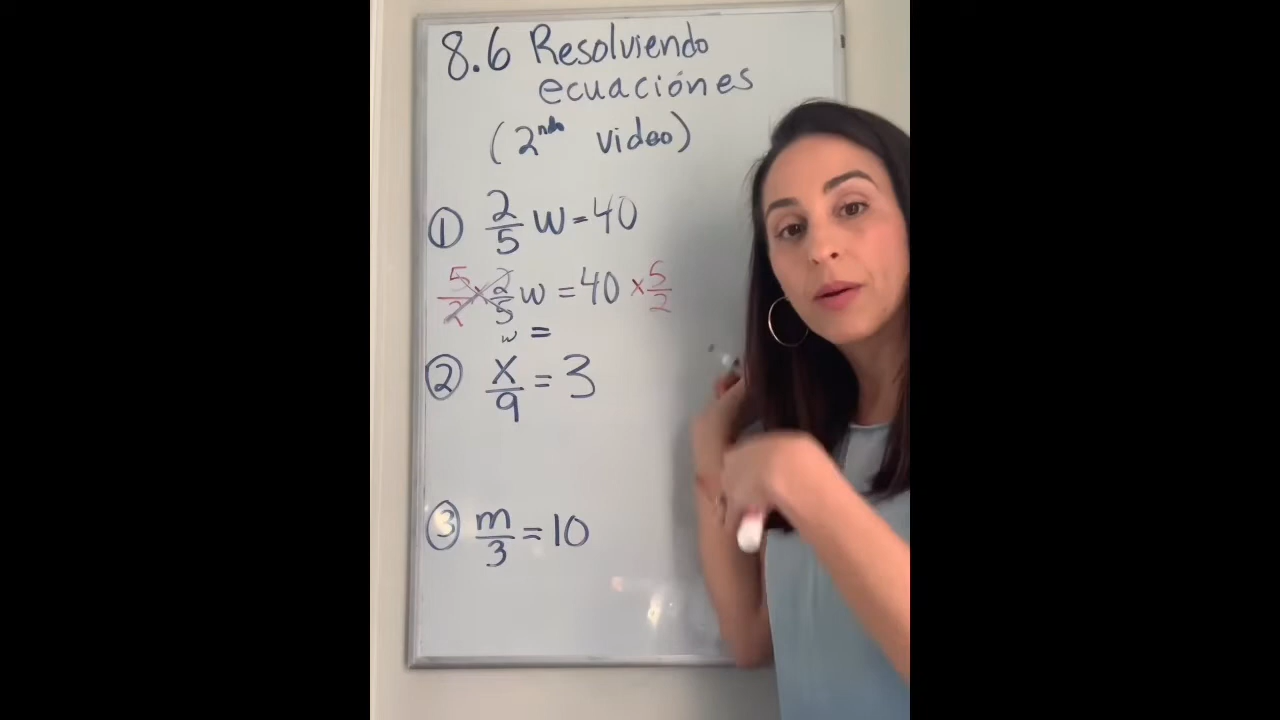 8.6 Resolviendo
ecuaciónes
(2ndo video)
① 2/5 w = 40
5/2 × 2/5 w = 40 × 5/2
w =
② x/9 = 3
③ m/3 = 10